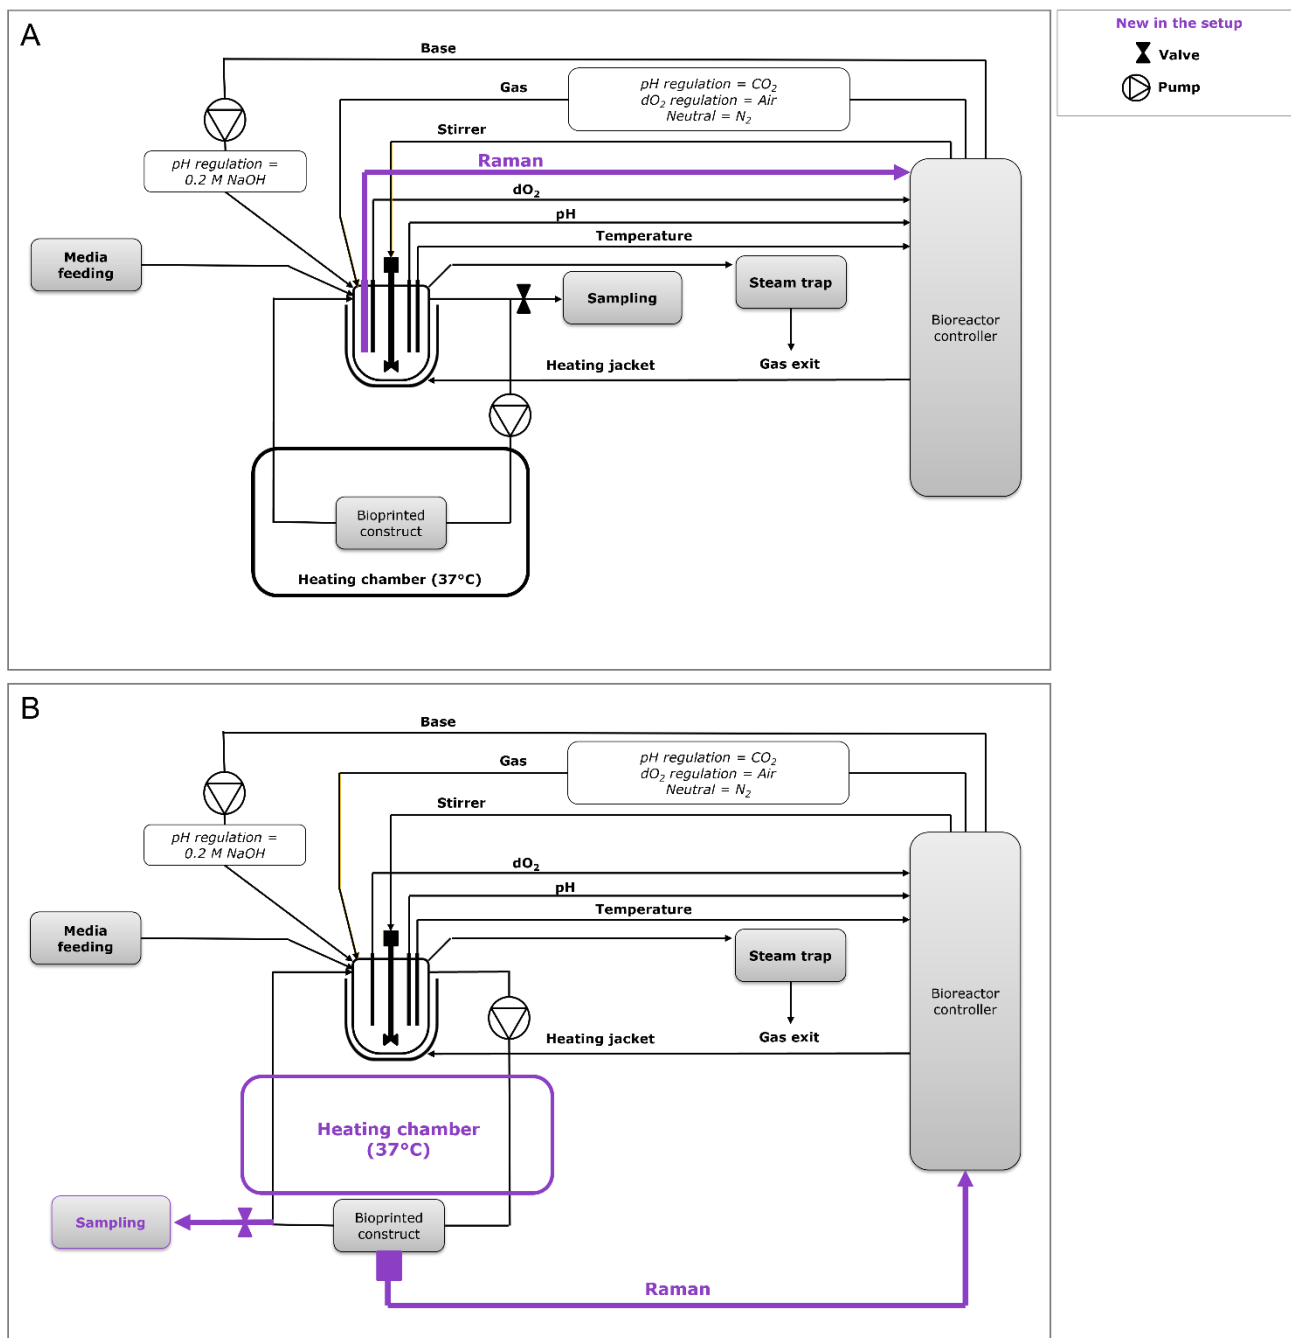 A
New in the setup
Valve
Pump
Base
Gas
pH regulation = CO₂
dO₂ regulation = Air
Neutral = N₂
Stirrer
pH regulation =
0.2 M NaOH
Raman
dO₂
pH
Temperature
Media
feeding
Sampling
Steam trap
Bioreactor
controller
Heating jacket
Gas exit
Bioprinted
construct
Heating chamber (37°C)
B
Base
Gas
pH regulation = CO₂
dO₂ regulation = Air
Neutral = N₂
Stirrer
pH regulation =
0.2 M NaOH
dO₂
pH
Temperature
Media
feeding
Steam trap
Bioreactor
controller
Heating jacket
Gas exit
Heating chamber
(37°C)
Sampling
Bioprinted
construct
Raman